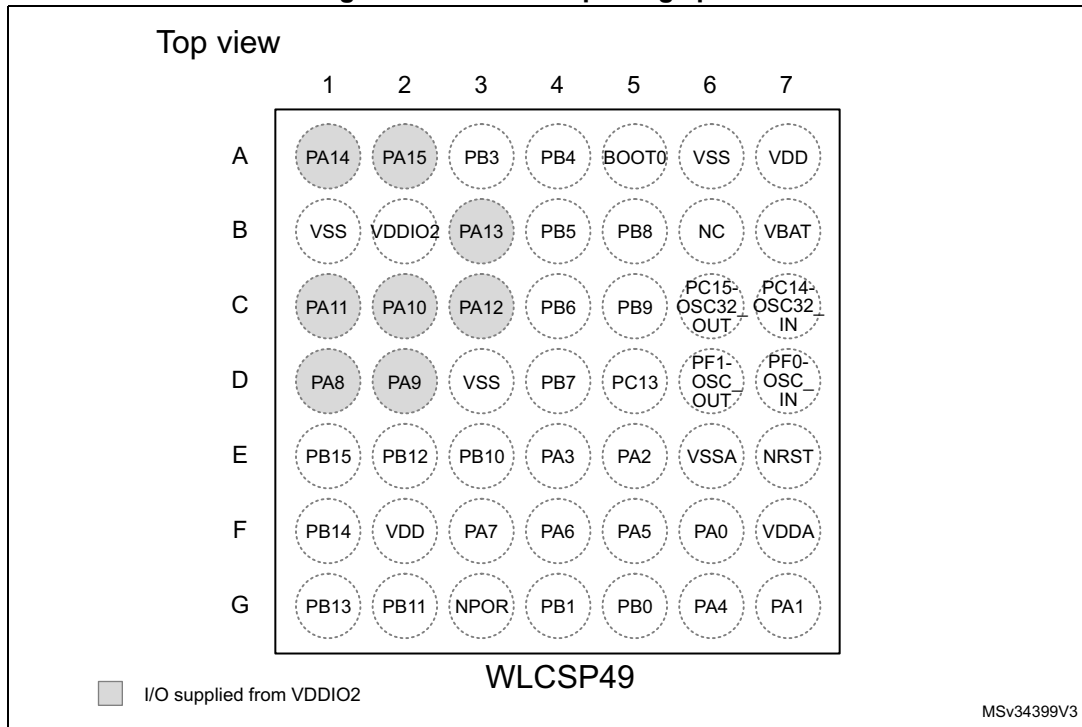 Top view
1 2 3 4 5 6 7
A PA14 PA15 PB3 PB4 BOOT0 VSS VDD
B VSS VDDIO2 PA13 PB5 PB8 NC VBAT
C PA11 PA10 PA12 PB6 PB9 PC15-OSC32_OUT PC14-OSC32_IN
D PA8 PA9 VSS PB7 PC13 PF1-OSC_OUT PF0-OSC_IN
E PB15 PB12 PB10 PA3 PA2 VSSA NRST
F PB14 VDD PA7 PA6 PA5 PA0 VDDA
G PB13 PB11 NPOR PB1 PB0 PA4 PA1
WLCSP49
I/O supplied from VDDIO2
MSv34399V3